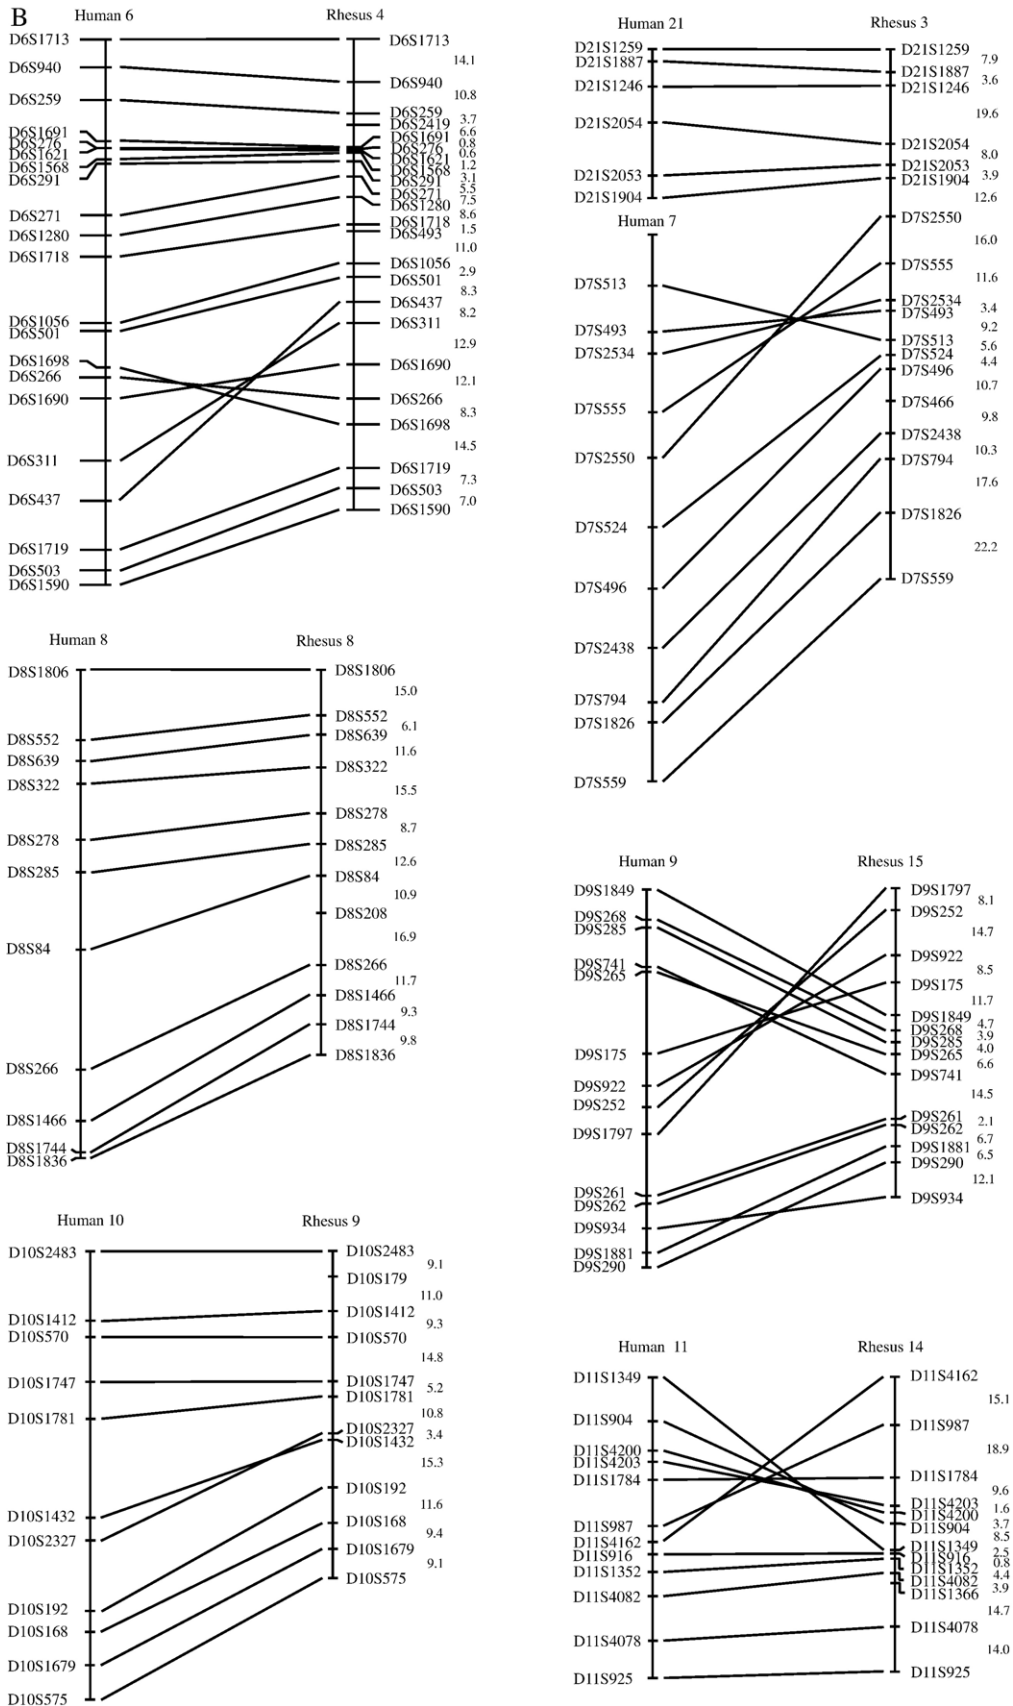 B
Human 6
Rhesus 4
D6S1713
D6S940
D6S259
D6S1691
D6S276
D6S1621
D6S1568
D6S291
D6S271
D6S1280
D6S1718
D6S1056
D6S501
D6S1698
D6S266
D6S1690
D6S311
D6S437
D6S1719
D6S503
D6S1590
D6S1713
14.1
D6S940
10.8
D6S259
3.7
D6S2419
6.6
D6S1691
0.8
D6S276
0.6
D6S1621
1.2
D6S1568
D6S291
3.1
D6S271
5.5
D6S1280
7.5
8.6
D6S1718
1.5
D6S493
11.0
D6S1056
2.9
D6S501
8.3
D6S437
8.2
D6S311
12.9
D6S1690
12.1
D6S266
8.3
D6S1698
14.5
D6S1719
7.3
D6S503
7.0
D6S1590
Human 21
Rhesus 3
D21S1259
D21S1887
D21S1246
D21S2054
D21S2053
D21S1904
Human 7
D7S513
D7S493
D7S2534
D7S555
D7S2550
D7S524
D7S496
D7S2438
D7S794
D7S1826
D7S559
D21S1259
7.9
D21S1887
3.6
D21S1246
19.6
D21S2054
8.0
D21S2053
3.9
D21S1904
12.6
D7S2550
16.0
D7S555
11.6
D7S2534
3.4
D7S493
9.2
D7S513
5.6
D7S524
4.4
D7S496
10.7
D7S466
9.8
D7S2438
10.3
D7S794
17.6
D7S1826
22.2
D7S559
Human 8
Rhesus 8
D8S1806
D8S552
D8S639
D8S322
D8S278
D8S285
D8S84
D8S266
D8S1466
D8S1744
D8S1836
D8S1806
15.0
D8S552
6.1
D8S639
11.6
D8S322
15.5
D8S278
8.7
D8S285
12.6
D8S84
10.9
D8S208
16.9
D8S266
11.7
D8S1466
9.3
D8S1744
9.8
D8S1836
Human 9
Rhesus 15
D9S1849
D9S268
D9S285
D9S741
D9S265
D9S175
D9S922
D9S252
D9S1797
D9S261
D9S262
D9S934
D9S1881
D9S290
D9S1797
8.1
D9S252
14.7
D9S922
8.5
D9S175
11.7
D9S1849
4.7
D9S268
3.9
D9S285
4.0
D9S265
6.6
D9S741
14.5
D9S261
2.1
D9S262
6.7
D9S1881
6.5
D9S290
12.1
D9S934
Human 10
Rhesus 9
D10S2483
D10S1412
D10S570
D10S1747
D10S1781
D10S1432
D10S2327
D10S192
D10S168
D10S1679
D10S575
D10S2483
9.1
D10S179
11.0
D10S1412
9.3
D10S570
14.8
D10S1747
5.2
D10S1781
10.8
D10S2327
3.4
D10S1432
15.3
D10S192
11.6
D10S168
9.4
D10S1679
9.1
D10S575
Human 11
Rhesus 14
D11S1349
D11S904
D11S4200
D11S4203
D11S1784
D11S987
D11S4162
D11S916
D11S1352
D11S4082
D11S4078
D11S925
D11S4162
15.1
D11S987
18.9
D11S1784
9.6
D11S4203
1.6
D11S4200
3.7
D11S904
8.5
D11S1349
2.5
D11S916
0.8
D11S1352
4.4
D11S4082
3.9
D11S1366
14.7
D11S4078
14.0
D11S925